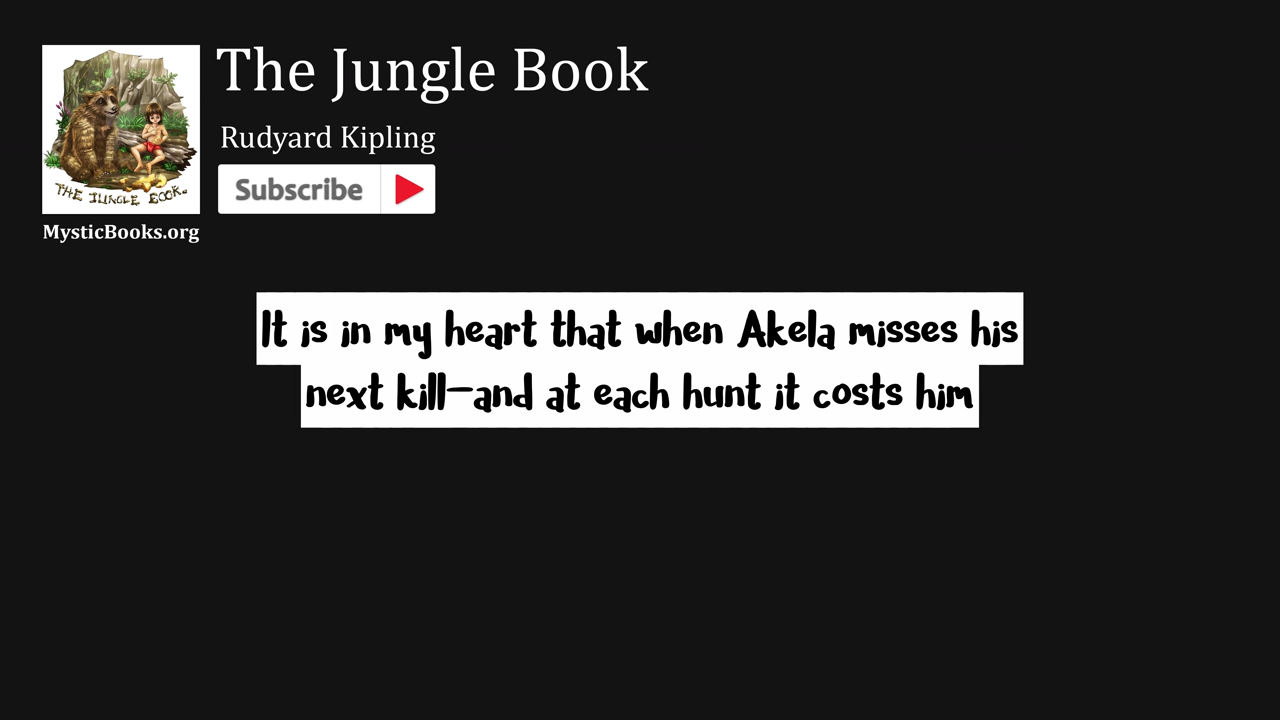 The Jungle Book
Rudyard Kipling
Subscribe
THE JUNGLE BOOK.
MysticBooks.org
It is in my heart that when Akela misses his
next kill—and at each hunt it costs him